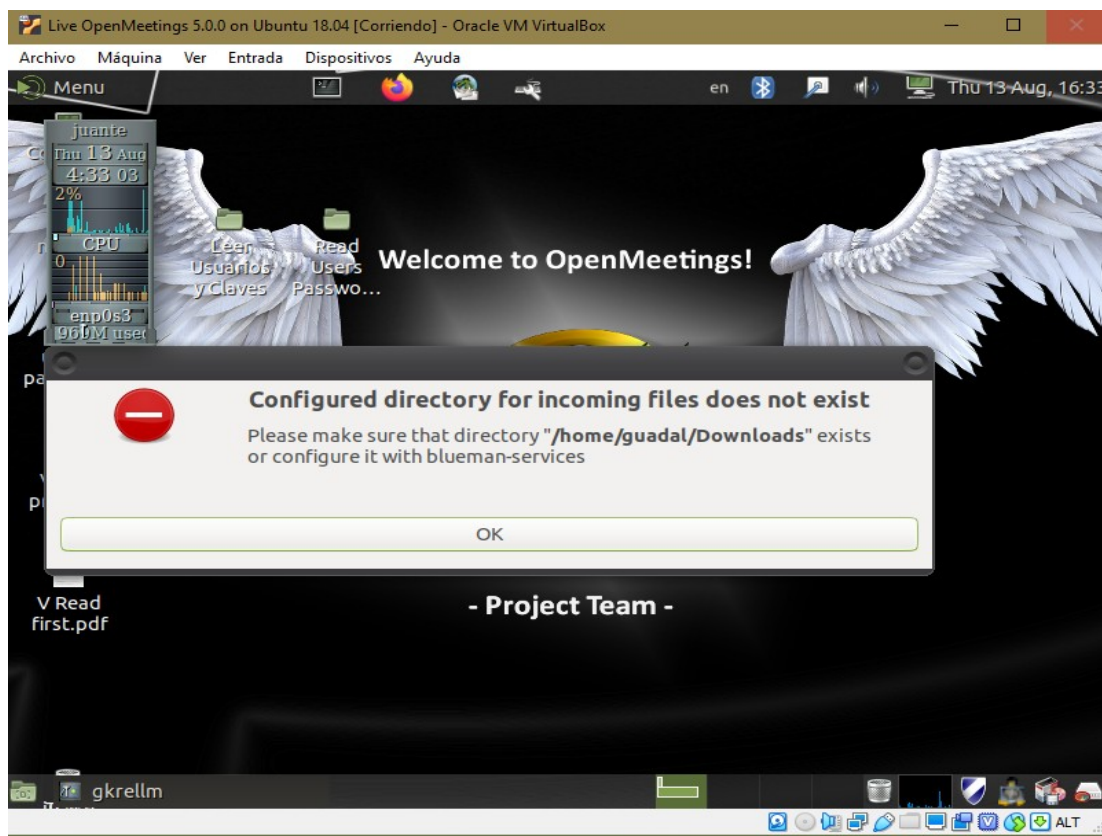 Live OpenMeetings 5.0.0 on Ubuntu 18.04 [Corriendo] - Oracle VM VirtualBox
Archivo Máquina Ver Entrada Dispositivos Ayuda
Menu en Thu 13 Aug, 16:33
juante
Thu 13 Aug
4:33 03
2%
CPU
0
enp0s3
969M used
Leer
Usuarios
y Claves
Read
Users
Passwo...
Welcome to OpenMeetings!
pa
Configured directory for incoming files does not exist
Please make sure that directory "/home/guadal/Downloads" exists
or configure it with blueman-services
OK
V Read
first.pdf
- Project Team -
gkrellm
ALT